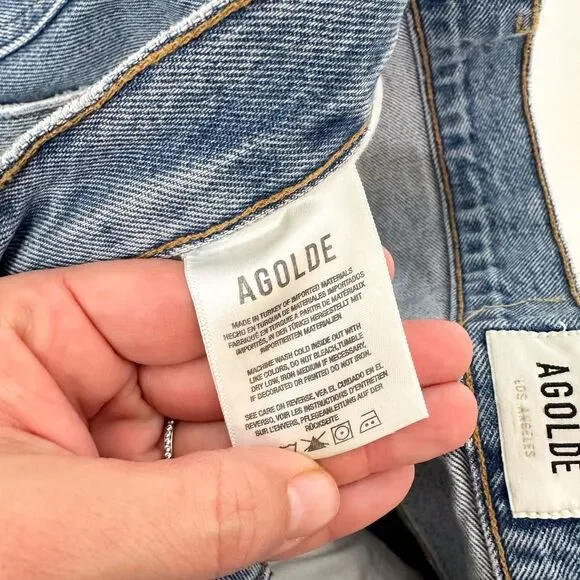 AGOLDE
MADE IN TURKEY OF IMPORTED MATERIALS
HECHO EN TURQUIA DE MATERIALES IMPORTADOS
FABRIQUÉ EN TURQUIE A PARTIR DE MATÉRIAUX
IMPORTÉS, IN DER TÜRKEI HERGESTELLT MIT
IMPORTIERTEN MATERIALIEN
MACHINE WASH COLD INSIDE OUT WITH
LIKE COLORS, DO NOT BLEACH, TUMBLE
DRY LOW, IRON MEDIUM IF NECESSARY,
IF DECORATED OR PRINTED DO NOT IRON.
SEE CARE ON REVERSE, VEA EL CUIDADO EN EL
REVERSO, VOIR LES INSTRUCTIONS D'ENTRETIEN
SUR L'ENVERS, PFLEGEANLEITUNG AUF DER
RÜCKSEITE
AGOLDE
LOS ANGELES